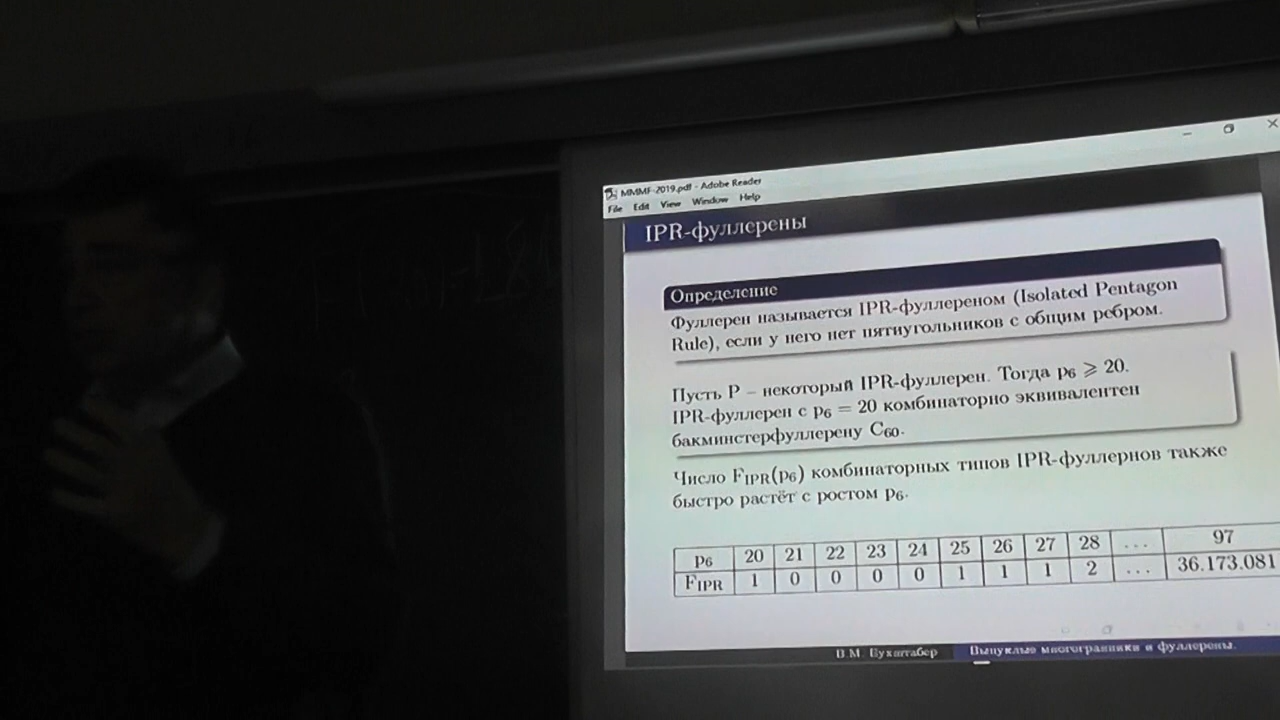 MMMF-2019.pdf - Adobe Reader
File Edit View Window Help
IPR-фуллерены
Определение
Фуллерен называется IPR-фуллереном (Isolated Pentagon
Rule), если у него нет пятиугольников с общим ребром.
Пусть P – некоторый IPR-фуллерен. Тогда p₆ ⩾ 20.
IPR-фуллерен с p₆ = 20 комбинаторно эквивалентен
бакминстерфуллерену C₆₀.
Число F_IPR(p₆) комбинаторных типов IPR-фуллернов также
быстро растёт с ростом p₆.
p₆ 20 21 22 23 24 25 26 27 28 ... 97
F_IPR 1 0 0 0 0 1 1 1 2 ... 36.173.081
В.М. Бухштабер Выпуклые многогранники и фуллерены.